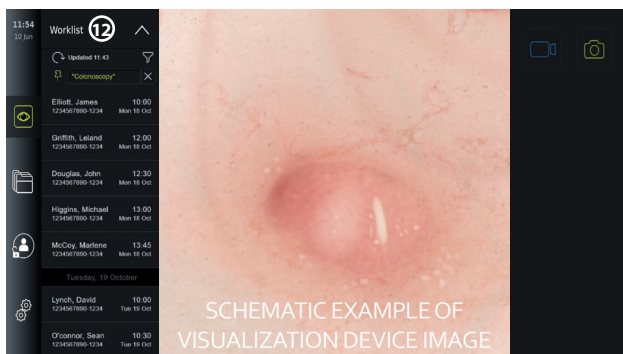 11:54
10 Jun
Worklist 12
Updated 11:43
"Colonoscopy"
Elliott, James 10:00
1234567890-1234 Mon 18 Oct
Griffith, Leland 12:00
1234567890-1234 Mon 18 Oct
Douglas, John 12:30
1234567890-1234 Mon 18 Oct
Higgins, Michael 13:00
1234567890-1234 Mon 18 Oct
McCoy, Marlene 13:45
1234567890-1234 Mon 18 Oct
Tuesday, 19 October
Lynch, David 10:00
1234567890-1234 Tue 19 Oct
O'connor, Sean 10:30
1234567890-1234 Tue 19 Oct
SCHEMATIC EXAMPLE OF
VISUALIZATION DEVICE IMAGE